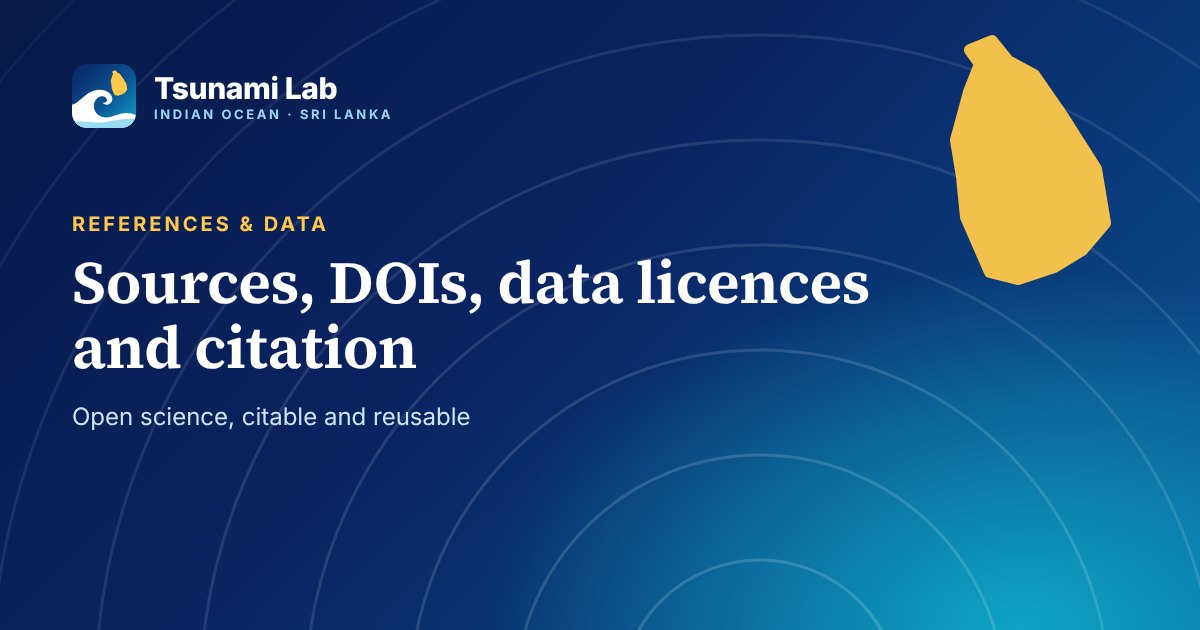 Tsunami Lab
INDIAN OCEAN · SRI LANKA
REFERENCES & DATA
Sources, DOIs, data licences
and citation
Open science, citable and reusable